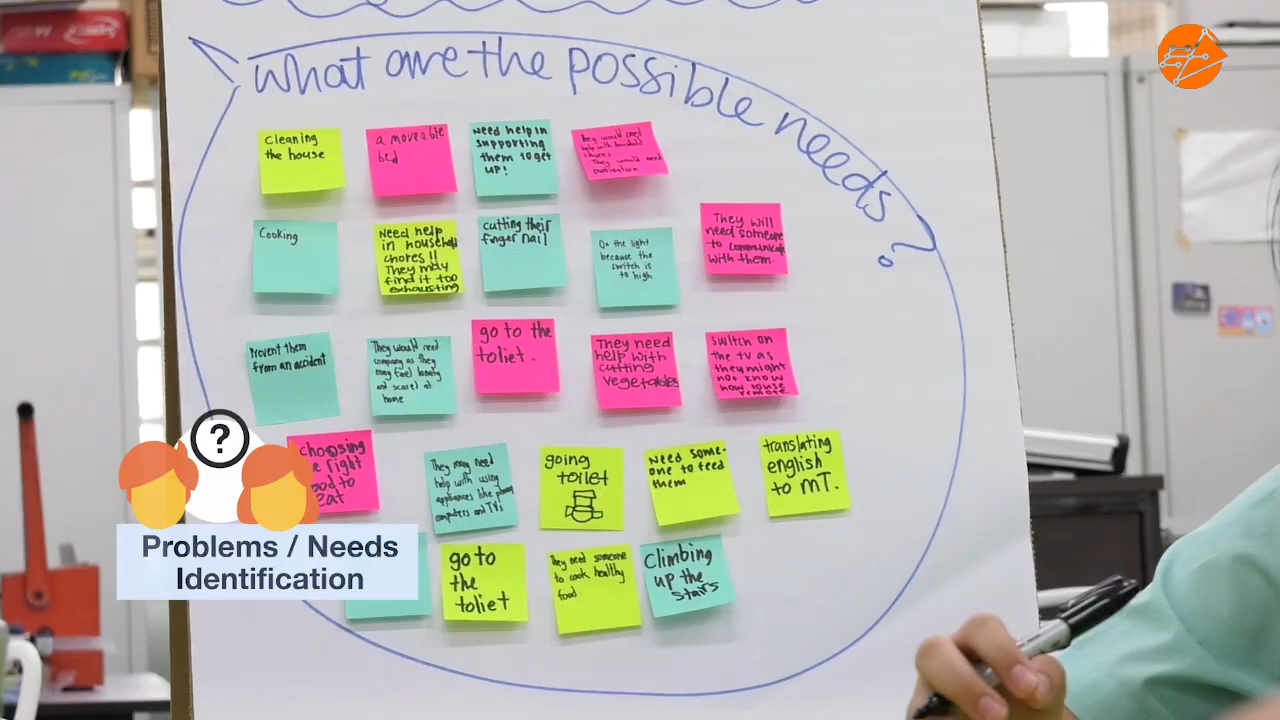 What are the possible needs?
Cleaning
the house
a moveable
bed
Need help in
supporting
them to get
up!
They would need
help with household
chores
They would need
motivation
Cooking
Need help
in household
chores!!
They may
find it too
exhausting
cutting their
finger nail
On the light
because the
switch is
to high
They will
need someone
to communicate
with them.
Prevent them
from an accident
They would need
company as they
may feel lonely
and scared at
home
go to the
toliet.
They need
help with
cutting
vegetables
Switch on
the tv as
they might
not know
how to use
remote
choosing
right
to
eat
They may need
help with using
appliances like phones
computers and TVs
going
toilet
Need some-
one to feed
them
translating
english
to MT.
go to
the
toliet
They need someone
to cook healthy
food.
Climbing
up the
stairs
?
Problems / Needs
Identification